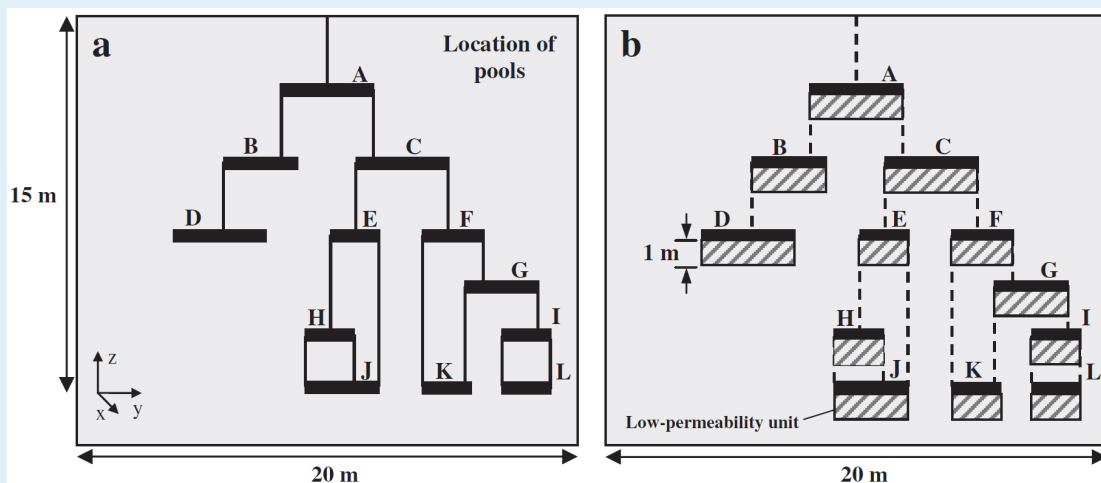 a
Location of
pools
A
B
C
D
E
F
G
H
I
J
K
L
15 m
z
x
y
20 m
b
A
B
C
D
E
F
1 m
G
H
I
J
K
L
Low-permeability unit
20 m